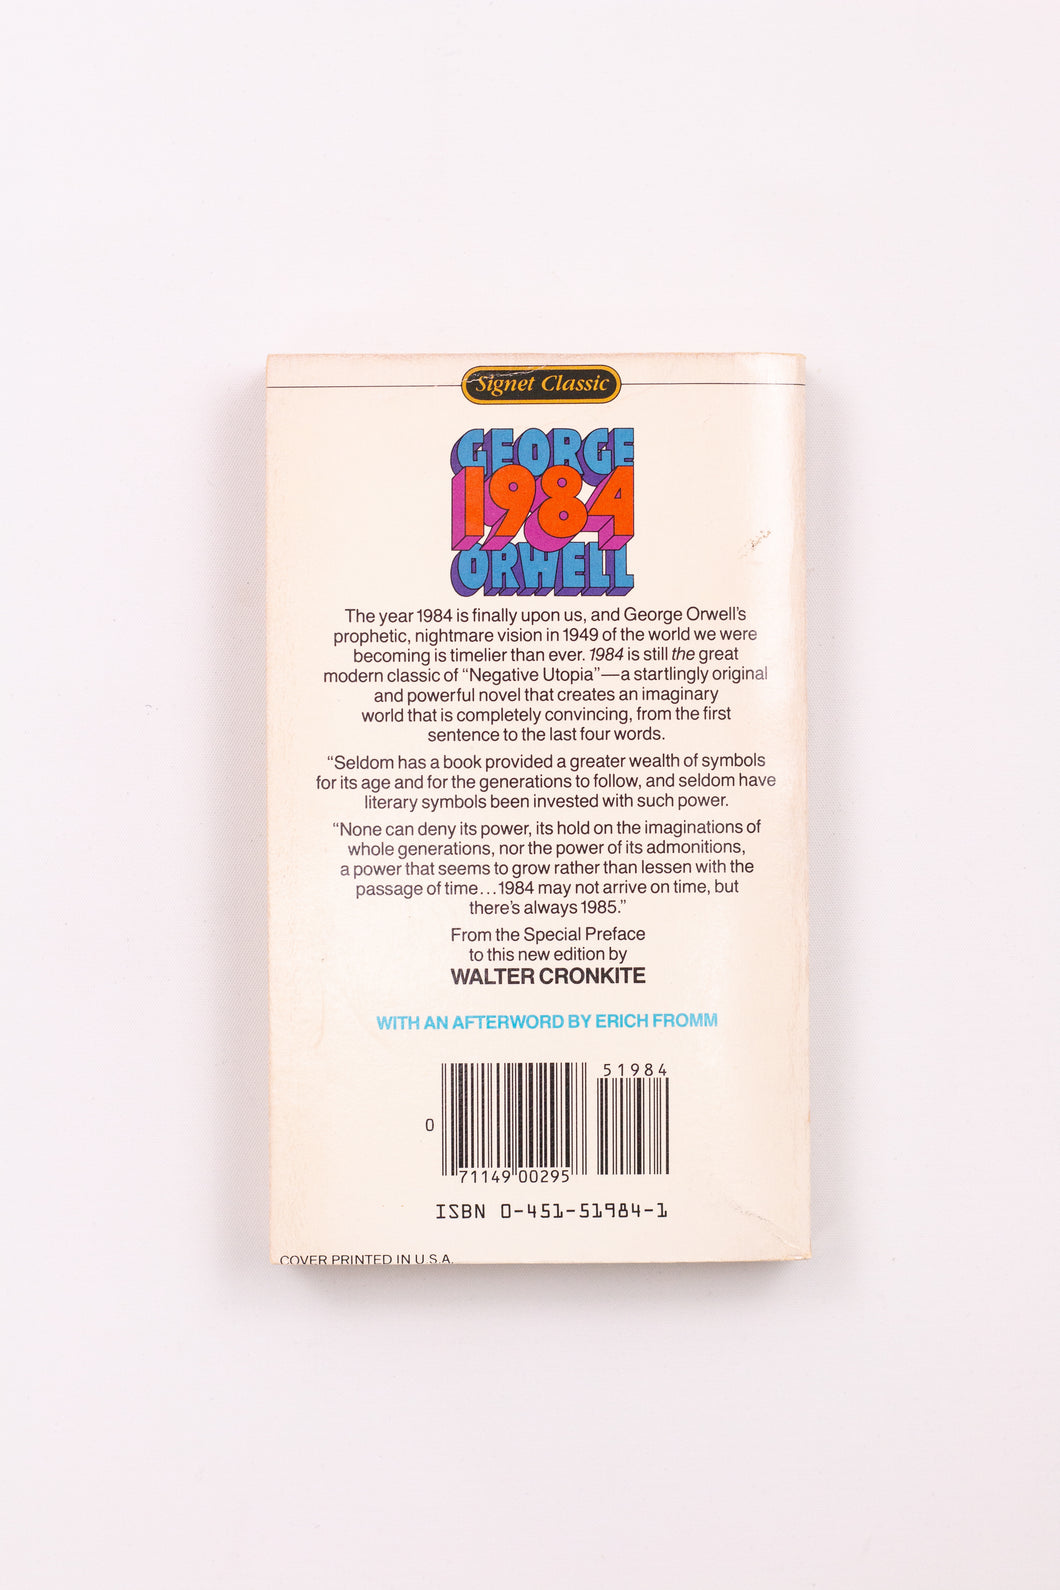 Signet Classic
GEORGE
1984
ORWELL
The year 1984 is finally upon us, and George Orwell's
prophetic, nightmare vision in 1949 of the world we were
becoming is timelier than ever. 1984 is still the great
modern classic of “Negative Utopia”—a startlingly original
and powerful novel that creates an imaginary
world that is completely convincing, from the first
sentence to the last four words.
“Seldom has a book provided a greater wealth of symbols
for its age and for the generations to follow, and seldom have
literary symbols been invested with such power.
“None can deny its power, its hold on the imaginations of
whole generations, nor the power of its admonitions,
a power that seems to grow rather than lessen with the
passage of time...1984 may not arrive on time, but
there's always 1985.”
From the Special Preface
to this new edition by
WALTER CRONKITE
WITH AN AFTERWORD BY ERICH FROMM
51984
0
71149 00295
ISBN 0-451-51984-1
COVER PRINTED IN U.S.A.